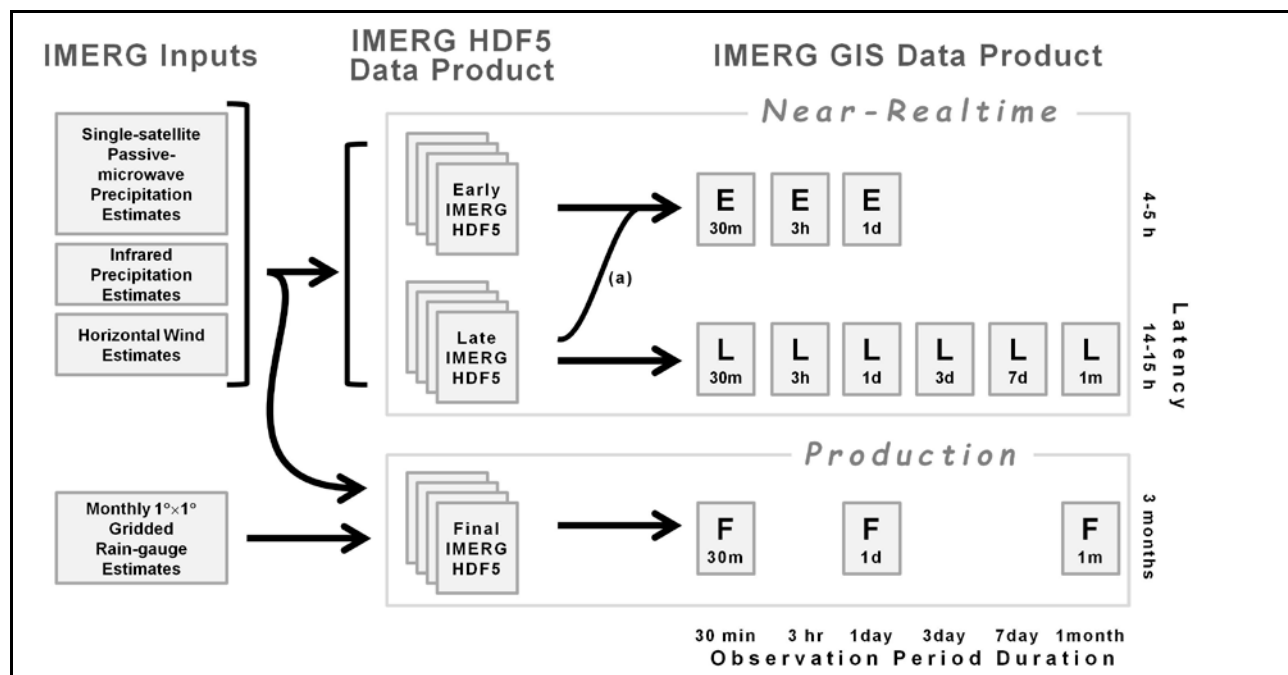 IMERG Inputs
IMERG HDF5
Data Product
IMERG GIS Data Product
Single-satellite
Passive-
microwave
Precipitation
Estimates
Infrared
Precipitation
Estimates
Horizontal Wind
Estimates
Monthly 1°×1°
Gridded
Rain-gauge
Estimates
Near-Realtime
Early
IMERG
HDF5
(a)
E
30m
E
3h
E
1d
4-5 h
Late
IMERG
HDF5
L
30m
L
3h
L
1d
L
3d
L
7d
L
1m
14-15 h
Latency
Production
Final
IMERG
HDF5
F
30m
F
1d
F
1m
3 months
30 min 3 hr 1day 3day 7day 1month
Observation Period Duration